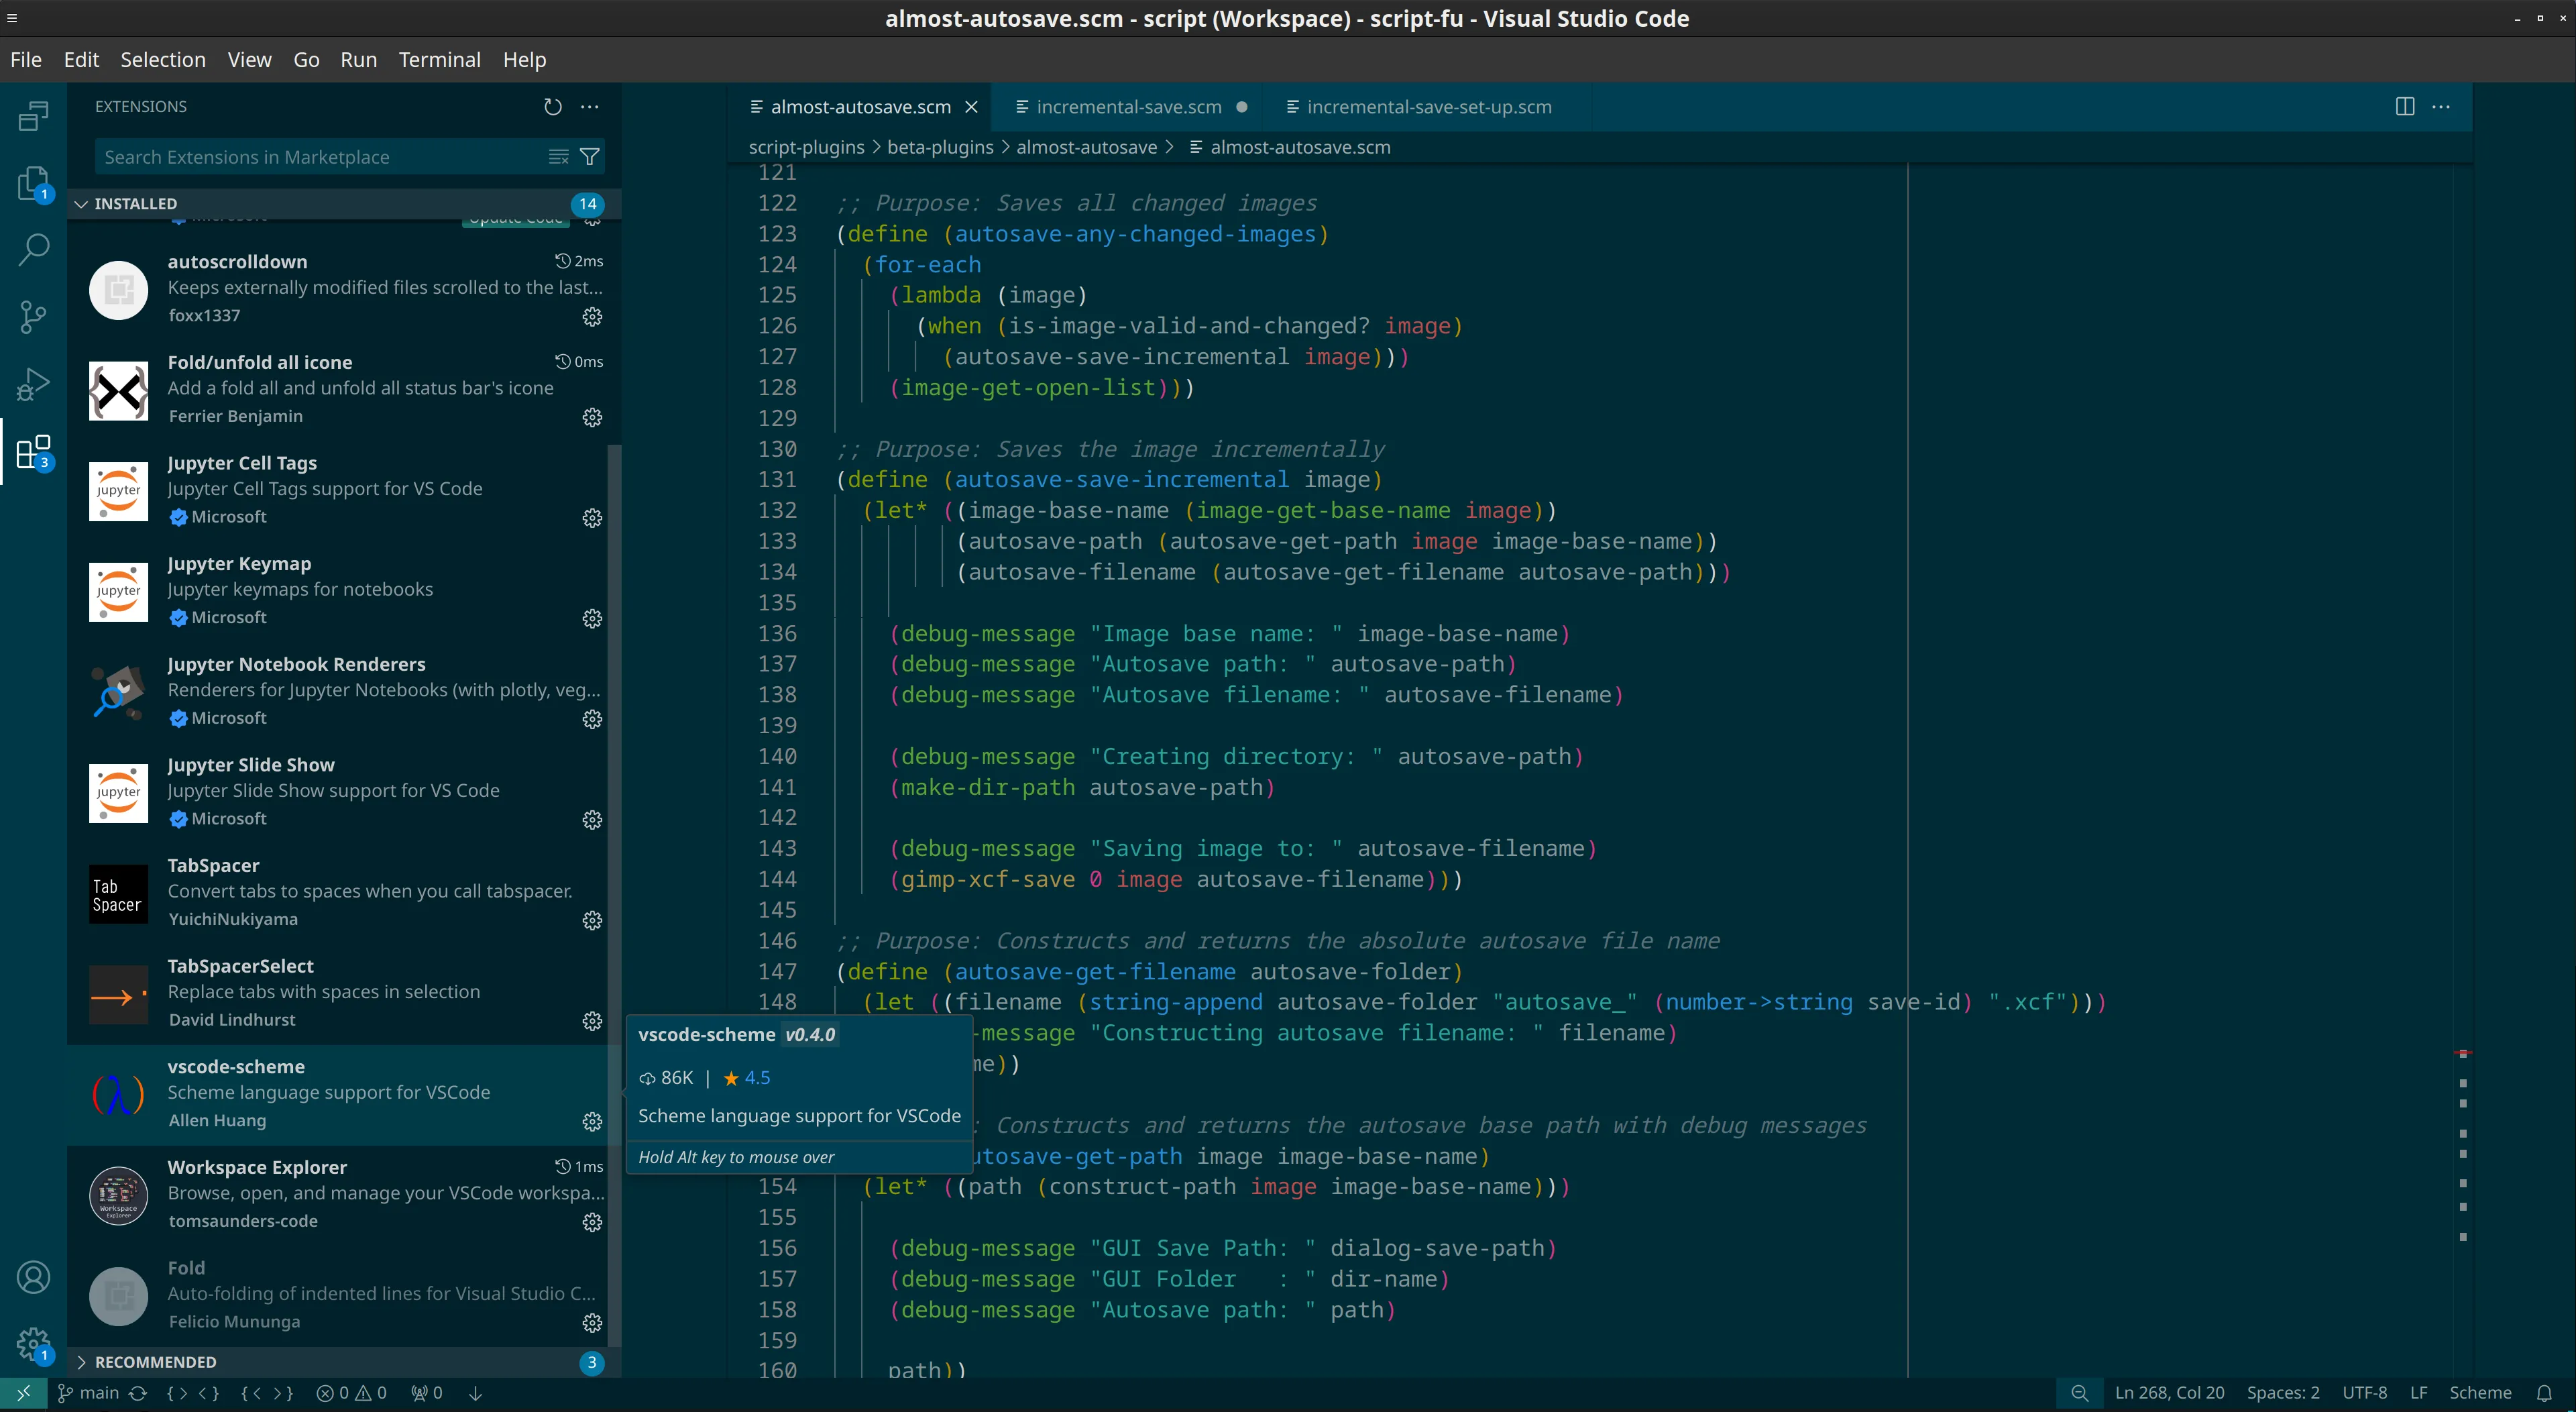 almost-autosave.scm - script (Workspace) - script-fu - Visual Studio Code
File Edit Selection View Go Run Terminal Help
EXTENSIONS
Search Extensions in Marketplace
INSTALLED 14
Microsoft Update Code
autoscrolldown 2ms
Keeps externally modified files scrolled to the last...
foxx1337
Fold/unfold all icone 0ms
Add a fold all and unfold all status bar's icone
Ferrier Benjamin
Jupyter Cell Tags
Jupyter Cell Tags support for VS Code
Microsoft
Jupyter Keymap
Jupyter keymaps for notebooks
Microsoft
Jupyter Notebook Renderers
Renderers for Jupyter Notebooks (with plotly, veg...
Microsoft
Jupyter Slide Show
Jupyter Slide Show support for VS Code
Microsoft
TabSpacer
Convert tabs to spaces when you call tabspacer.
YuichiNukiyama
TabSpacerSelect
Replace tabs with spaces in selection
David Lindhurst
vscode-scheme
Scheme language support for VSCode
Allen Huang
Workspace Explorer 1ms
Browse, open, and manage your VSCode workspa...
tomsaunders-code
Fold
Auto-folding of indented lines for Visual Studio C...
Felicio Mununga
RECOMMENDED 3
jupyter
jupyter
jupyter
Tab
Spacer
Workspace
Explorer
1
3
1
vscode-scheme v0.4.0
86K | 4.5
Scheme language support for VSCode
Hold Alt key to mouse over
almost-autosave.scm incremental-save.scm incremental-save-set-up.scm
script-plugins > beta-plugins > almost-autosave > almost-autosave.scm
121
122 ;; Purpose: Saves all changed images
123 (define (autosave-any-changed-images)
124 (for-each
125 (lambda (image)
126 (when (is-image-valid-and-changed? image)
127 (autosave-save-incremental image)))
128 (image-get-open-list)))
129
130 ;; Purpose: Saves the image incrementally
131 (define (autosave-save-incremental image)
132 (let* ((image-base-name (image-get-base-name image))
133 (autosave-path (autosave-get-path image image-base-name))
134 (autosave-filename (autosave-get-filename autosave-path)))
135
136 (debug-message "Image base name: " image-base-name)
137 (debug-message "Autosave path: " autosave-path)
138 (debug-message "Autosave filename: " autosave-filename)
139
140 (debug-message "Creating directory: " autosave-path)
141 (make-dir-path autosave-path)
142
143 (debug-message "Saving image to: " autosave-filename)
144 (gimp-xcf-save 0 image autosave-filename)))
145
146 ;; Purpose: Constructs and returns the absolute autosave file name
147 (define (autosave-get-filename autosave-folder)
148 (let ((filename (string-append autosave-folder "autosave_" (number->string save-id) ".xcf")))
-message "Constructing autosave filename: " filename)
me))
: Constructs and returns the autosave base path with debug messages
utosave-get-path image image-base-name)
154 (let* ((path (construct-path image image-base-name)))
155
156 (debug-message "GUI Save Path: " dialog-save-path)
157 (debug-message "GUI Folder   : " dir-name)
158 (debug-message "Autosave path: " path)
159
160 path))
main {> <} {< >} 0 0 0 Ln 268, Col 20 Spaces: 2 UTF-8 LF Scheme